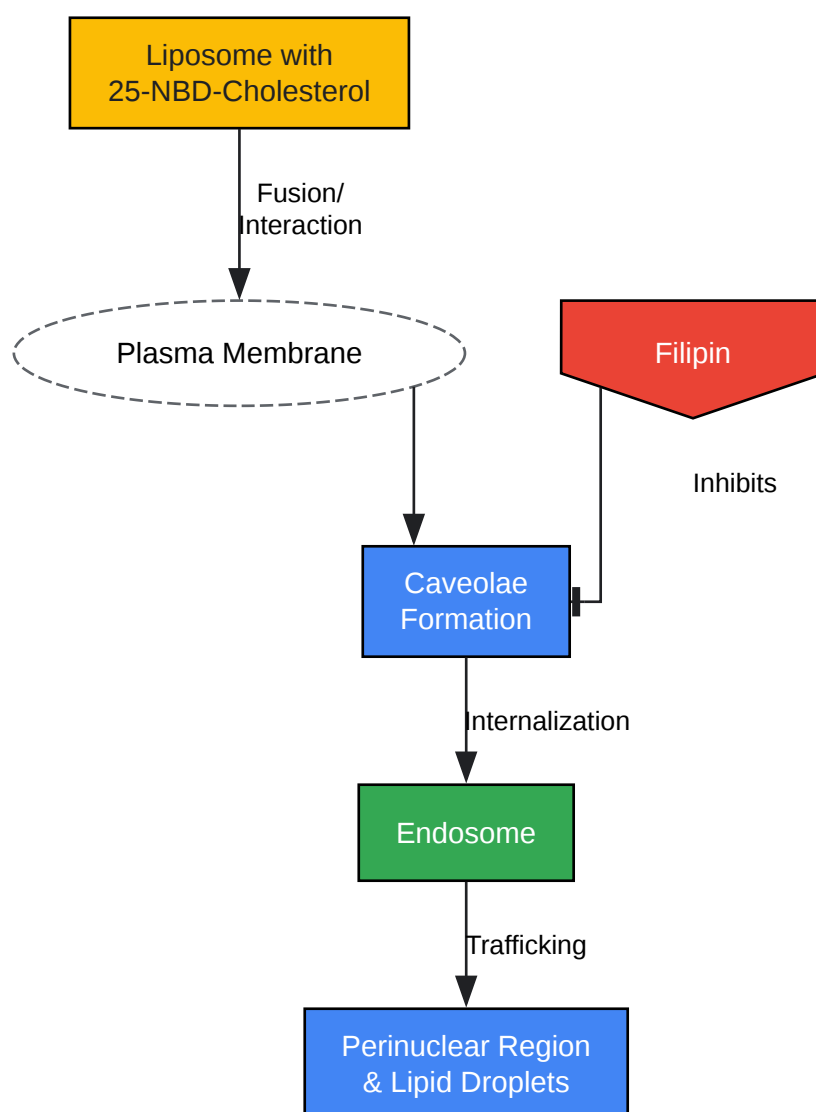 Liposome with
25-NBD-Cholesterol
Fusion/
Interaction
Plasma Membrane
Filipin
Inhibits
Caveolae
Formation
Internalization
Endosome
Trafficking
Perinuclear Region
& Lipid Droplets